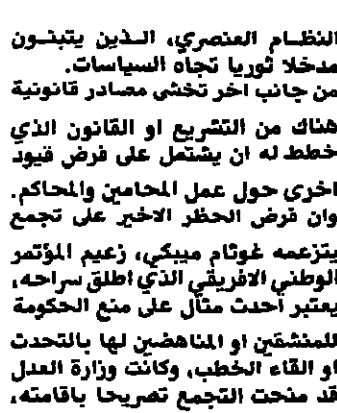 النظام العنصري، الذين يتبنون
مدخلا ثوريا تجاه السياسات.
من جانب اخر تخشى مصادر قانونية
هناك من التشريع او القانون الذي
خطط له ان يشتمل على فرض قيود
اخرى حول عمل المحامين والمحاكم.
وان فرض الحظر الاخير على تجمع
يتزعمه غوثام مبيكي، زعيم المؤتمر
الوطني الافريقي الذي اطلق سراحه،
يعتبر احدث مثال على منع الحكومة
للمنشقين او المناهضين لها بالتحدث
او القاء الخطب، وكانت وزارة العدل
قد منحت التجمع تصريحا باقامته،